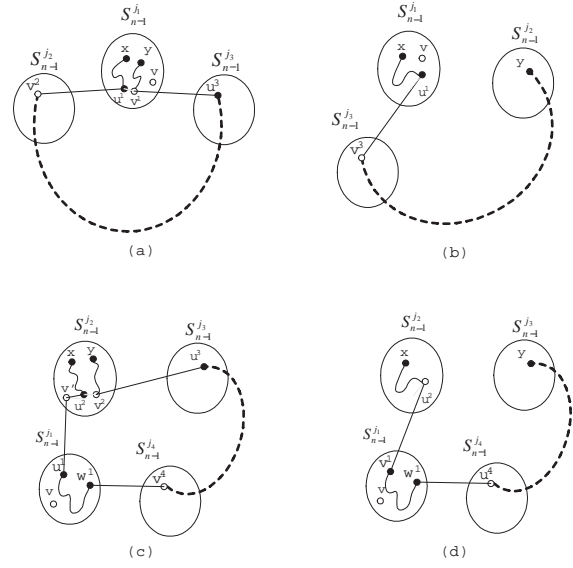 S_{n-1}^{j_1}
S_{n-1}^{j_2}
S_{n-1}^{j_3}
x y
v
v^2
u^1 v^1
u^3
(a)
S_{n-1}^{j_1}
S_{n-1}^{j_2}
x v
y
u^1
S_{n-1}^{j_3}
v^3
(b)
S_{n-1}^{j_2}
S_{n-1}^{j_3}
x y
u^3
v' u^2 v^2
S_{n-1}^{j_1}
S_{n-1}^{j_4}
u^1
w^1
v^4
v
(c)
S_{n-1}^{j_2}
S_{n-1}^{j_3}
x
y
u^2
S_{n-1}^{j_1}
S_{n-1}^{j_4}
v^1
w^1
u^4
v
(d)